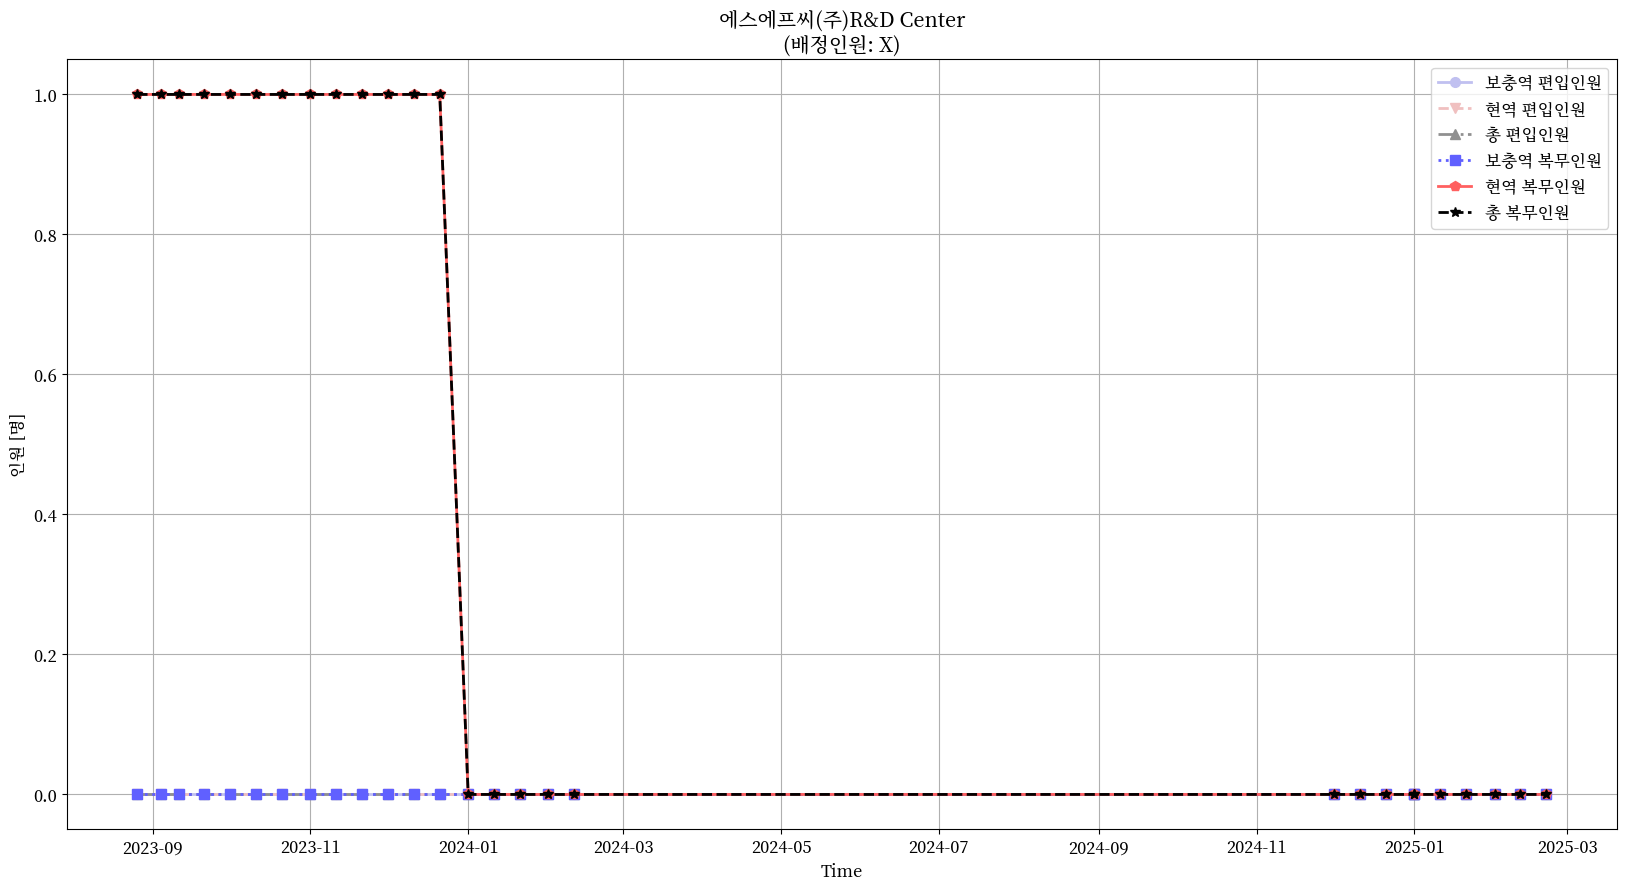 에스에프씨(주)R&D Center
(배정인원: X)
보충역 편입인원
현역 편입인원
총 편입인원
보충역 복무인원
현역 복무인원
총 복무인원
인원 [명]
1.0
0.8
0.6
0.4
0.2
0.0
2023-09
2023-11
2024-01
2024-03
2024-05
2024-07
2024-09
2024-11
2025-01
2025-03
Time